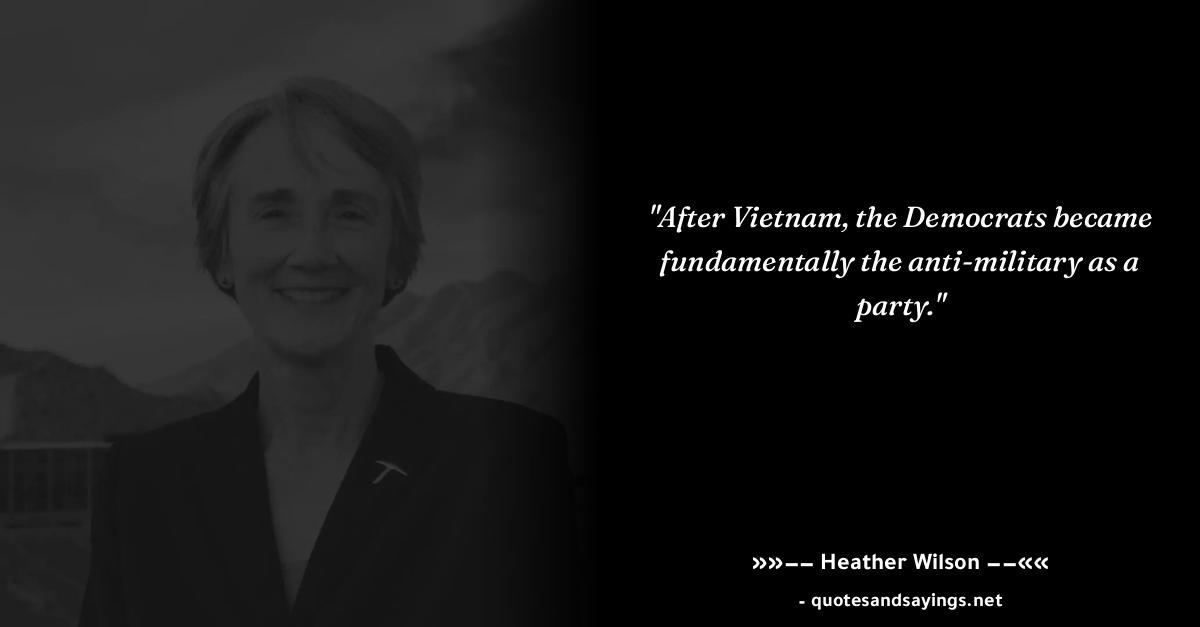 "After Vietnam, the Democrats became
fundamentally the anti-military as a
party."
»»–– Heather Wilson ––««
- quotesandsayings.net